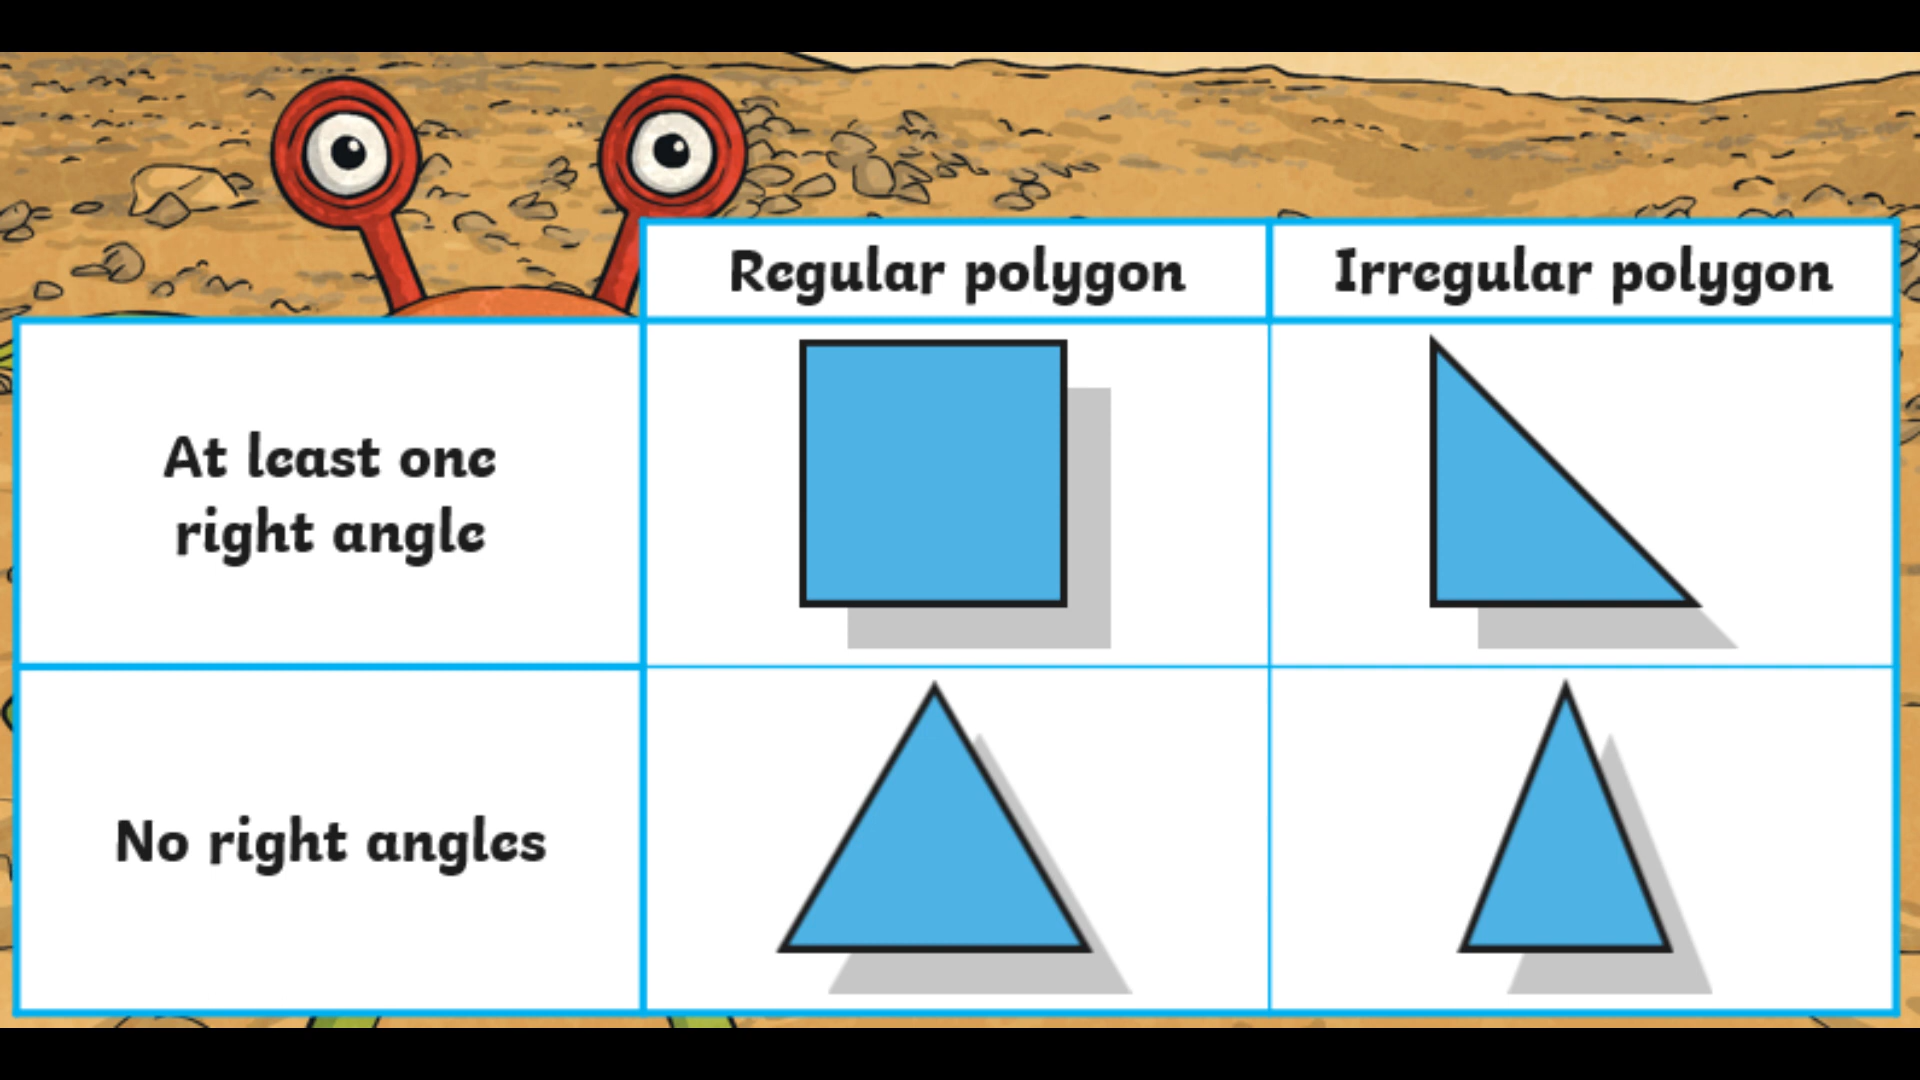 Regular polygon
Irregular polygon
At least one
right angle
No right angles